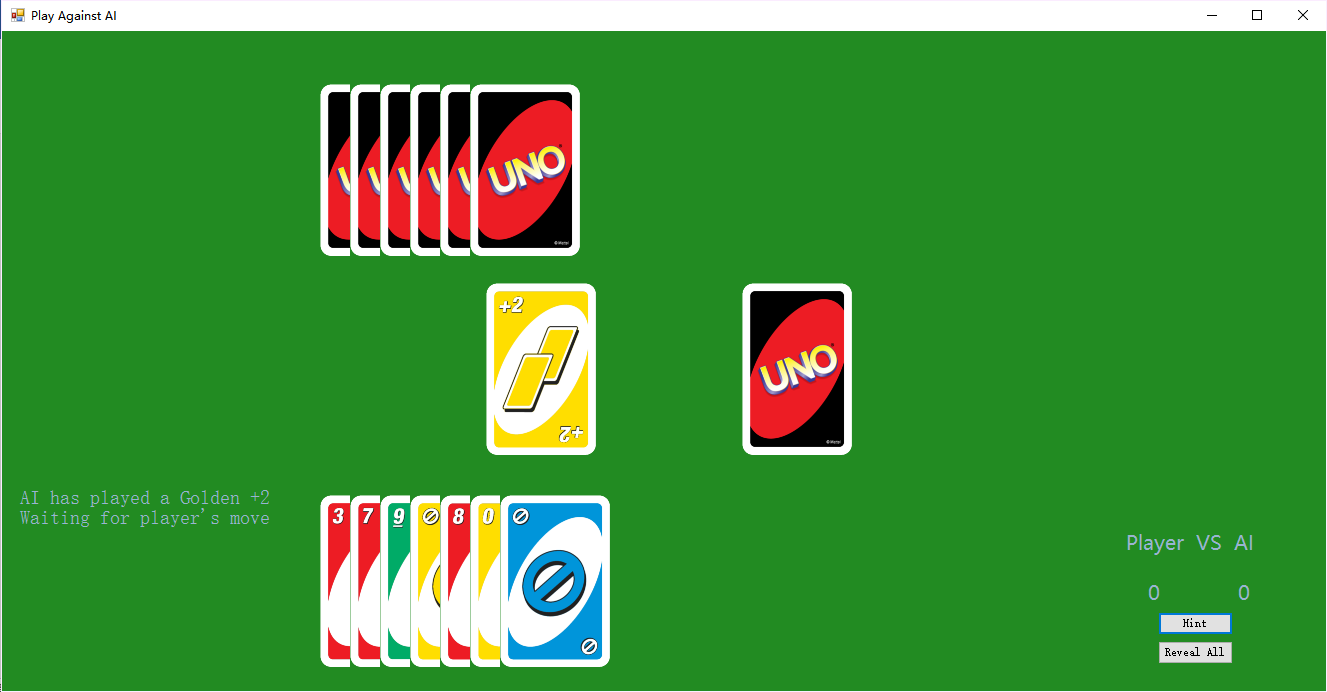 Play Against AI
UNO
+2
+2
UNO
AI has played a Golden +2
Waiting for player's move
3 7 9 8 0
Player VS AI
0 0
Hint
Reveal All